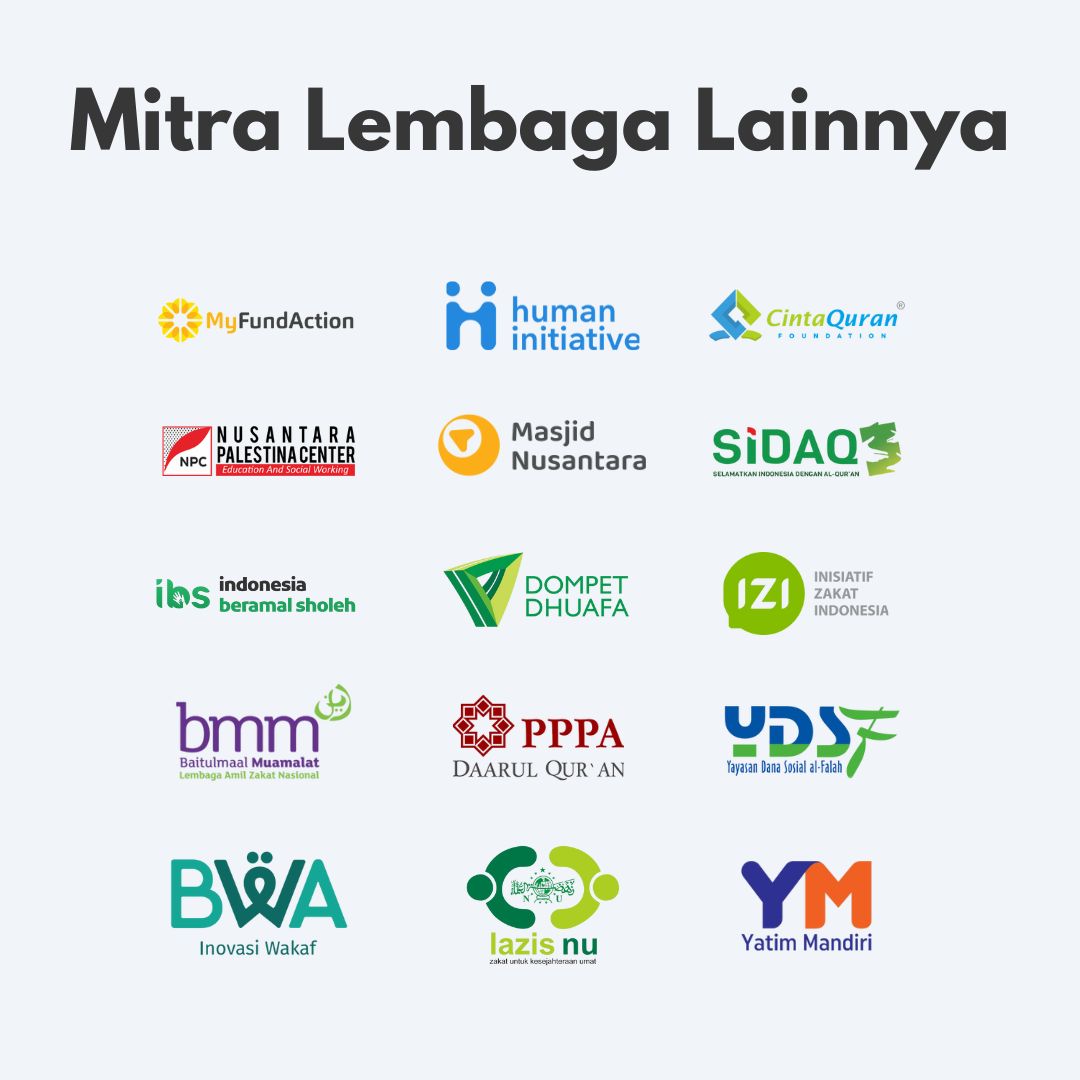 Mitra Lembaga Lainnya
MyFundAction
human
initiative
CintaQuran®
FOUNDATION
NPC
NUSANTARA
PALESTINACENTER
Education And Social Working
Masjid
Nusantara
SiDAQ
SELAMATKAN INDONESIA DENGAN AL-QUR'AN
ibs
indonesia
beramal sholeh
DOMPET
DHUAFA
IZI
INISIATIF
ZAKAT
INDONESIA
bmm
Baitulmaal Muamalat
Lembaga Amil Zakat Nasional
PPPA
DAARUL QUR`AN
YDSF
Yayasan Dana Sosial al-Falah
BWA
Inovasi Wakaf
N U
lazis nu
zakat untuk kesejahteraan umat
YM
Yatim Mandiri